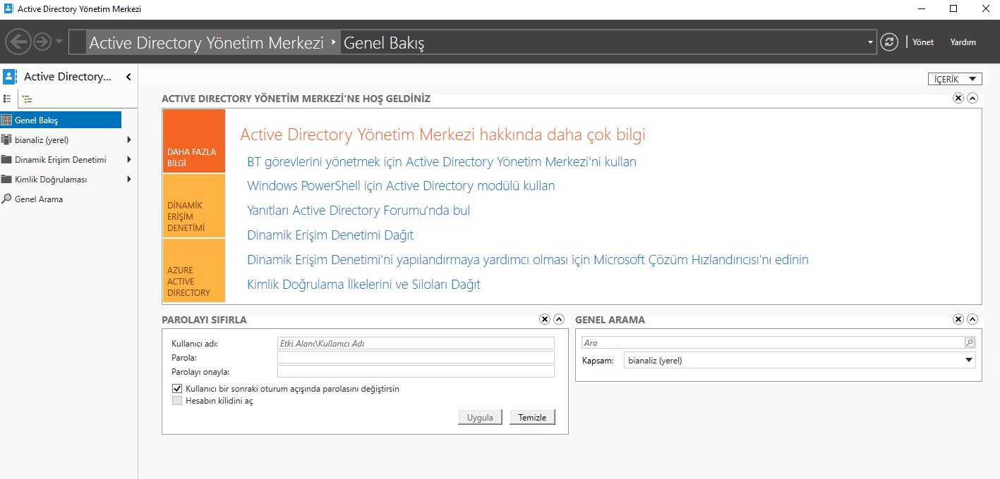 Active Directory Yönetim Merkezi
Active Directory Yönetim Merkezi
Genel Bakış
Yönet
Yardım
Active Directory...
Genel Bakış
bianaliz (yerel)
Dinamik Erişim Denetimi
Kimlik Doğrulaması
Genel Arama
İÇERİK
ACTIVE DIRECTORY YÖNETİM MERKEZİ'NE HOŞ GELDİNİZ
DAHA FAZLA
BİLGİ
DİNAMİK
ERİŞİM
DENETİMİ
AZURE
ACTIVE
DIRECTORY
Active Directory Yönetim Merkezi hakkında daha çok bilgi
BT görevlerini yönetmek için Active Directory Yönetim Merkezi'ni kullan
Windows PowerShell için Active Directory modülü kullan
Yanıtları Active Directory Forumu'nda bul
Dinamik Erişim Denetimi Dağıt
Dinamik Erişim Denetimi'ni yapılandırmaya yardımcı olması için Microsoft Çözüm Hızlandırıcısı'nı edinin
Kimlik Doğrulama İlkelerini ve Siloları Dağıt
PAROLAYI SIFIRLA
Kullanıcı adı:
Etki Alanı\Kullanıcı Adı
Parola:
Parolayı onayla:
Kullanıcı bir sonraki oturum açışında parolasını değiştirsin
Hesabın kilidini aç
Uygula
Temizle
GENEL ARAMA
Ara
Kapsam:
bianaliz (yerel)